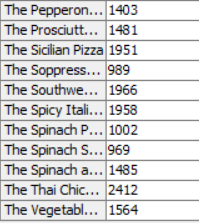 The Pepperon... 1403
The Prosciutt... 1481
The Sicilian Pizza 1951
The Soppress... 989
The Southwe... 1966
The Spicy Itali... 1958
The Spinach P... 1002
The Spinach S... 969
The Spinach a... 1485
The Thai Chic... 2412
The Vegetabl... 1564